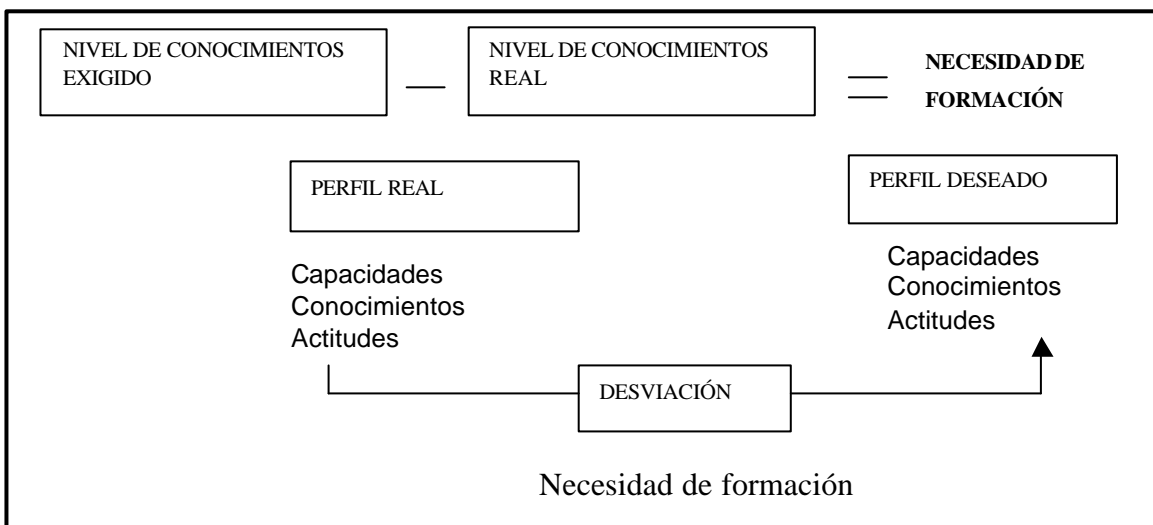 NIVEL DE CONOCIMIENTOS
EXIGIDO
NIVEL DE CONOCIMIENTOS
REAL
NECESIDAD DE
FORMACIÓN
PERFIL REAL
PERFIL DESEADO
Capacidades
Conocimientos
Actitudes
Capacidades
Conocimientos
Actitudes
DESVIACIÓN
Necesidad de formación